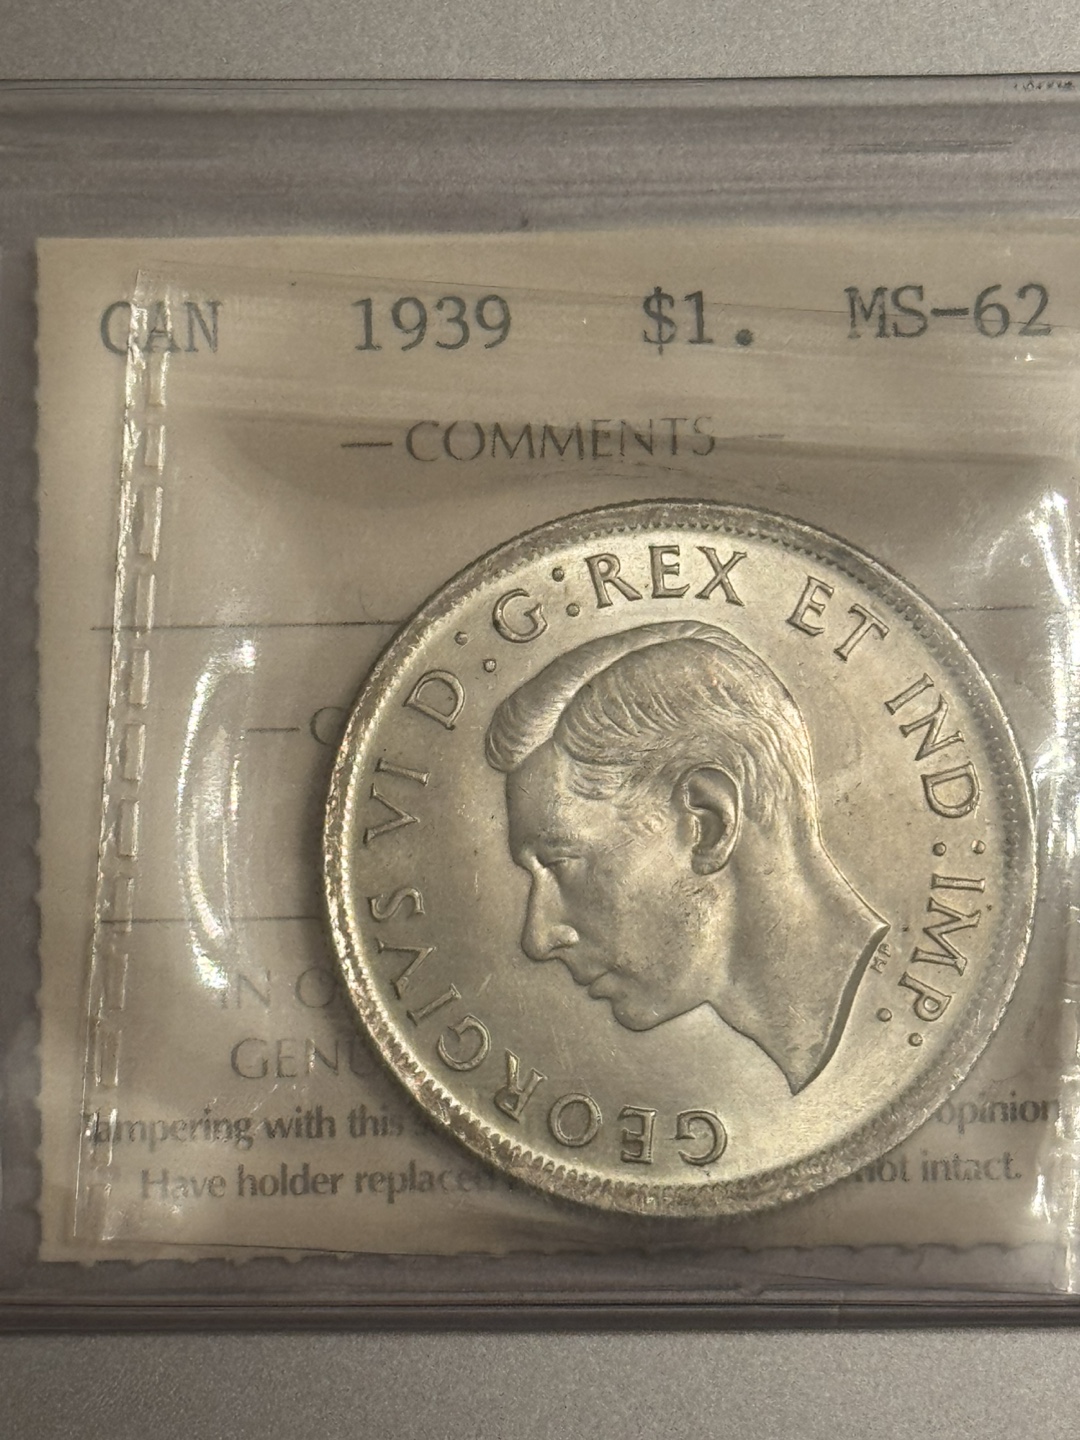 CAN 1939 $1. MS-62
— COMMENTS —
GEORGIVS VI D:G:REX ET IND:IMP:
HP
IN
Tampering with this opinion
Have holder replaced not intact.